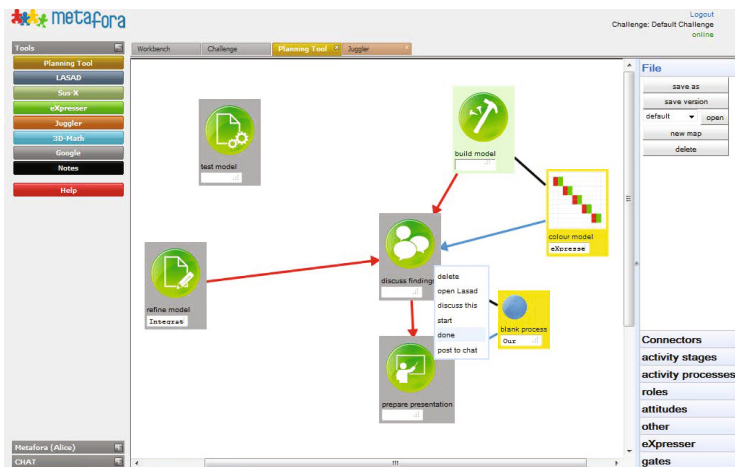 metafora
Logout
Challenge: Default Challenge
online
Tools
Planning Tool
LASAD
Sus-X
eXpresser
Juggler
3D-Math
Google
Notes
Help
Metafora (Alice)
CHAT
Workbench
Challenge
Planning Tool
Juggler
test model
build model
colour model
eXpresse
discuss findings
refine model
Integrat
delete
open Lasad
discuss this
start
done
post to chat
blank process
Our
prepare presentation
File
save as
save version
default
open
new map
delete
Connectors
activity stages
activity processes
roles
attitudes
other
eXpresser
gates